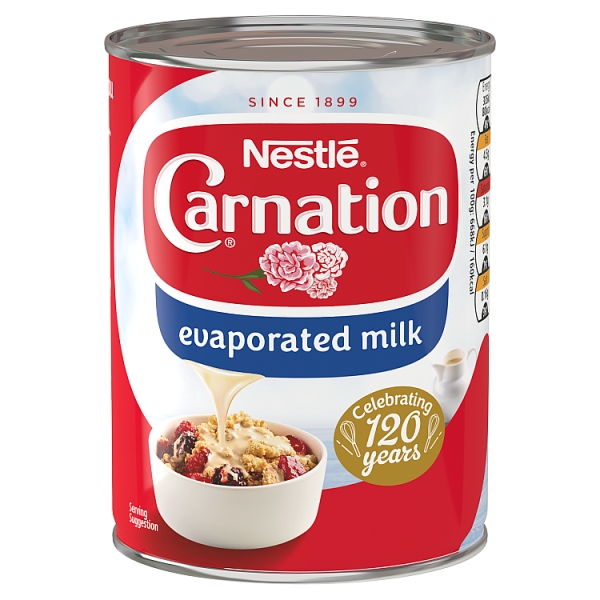 SINCE 1899
Nestlé®
Carnation®
evaporated milk
Celebrating
120
years
Serving
Suggestion
Energy per 100g: 668kJ / 160kcal